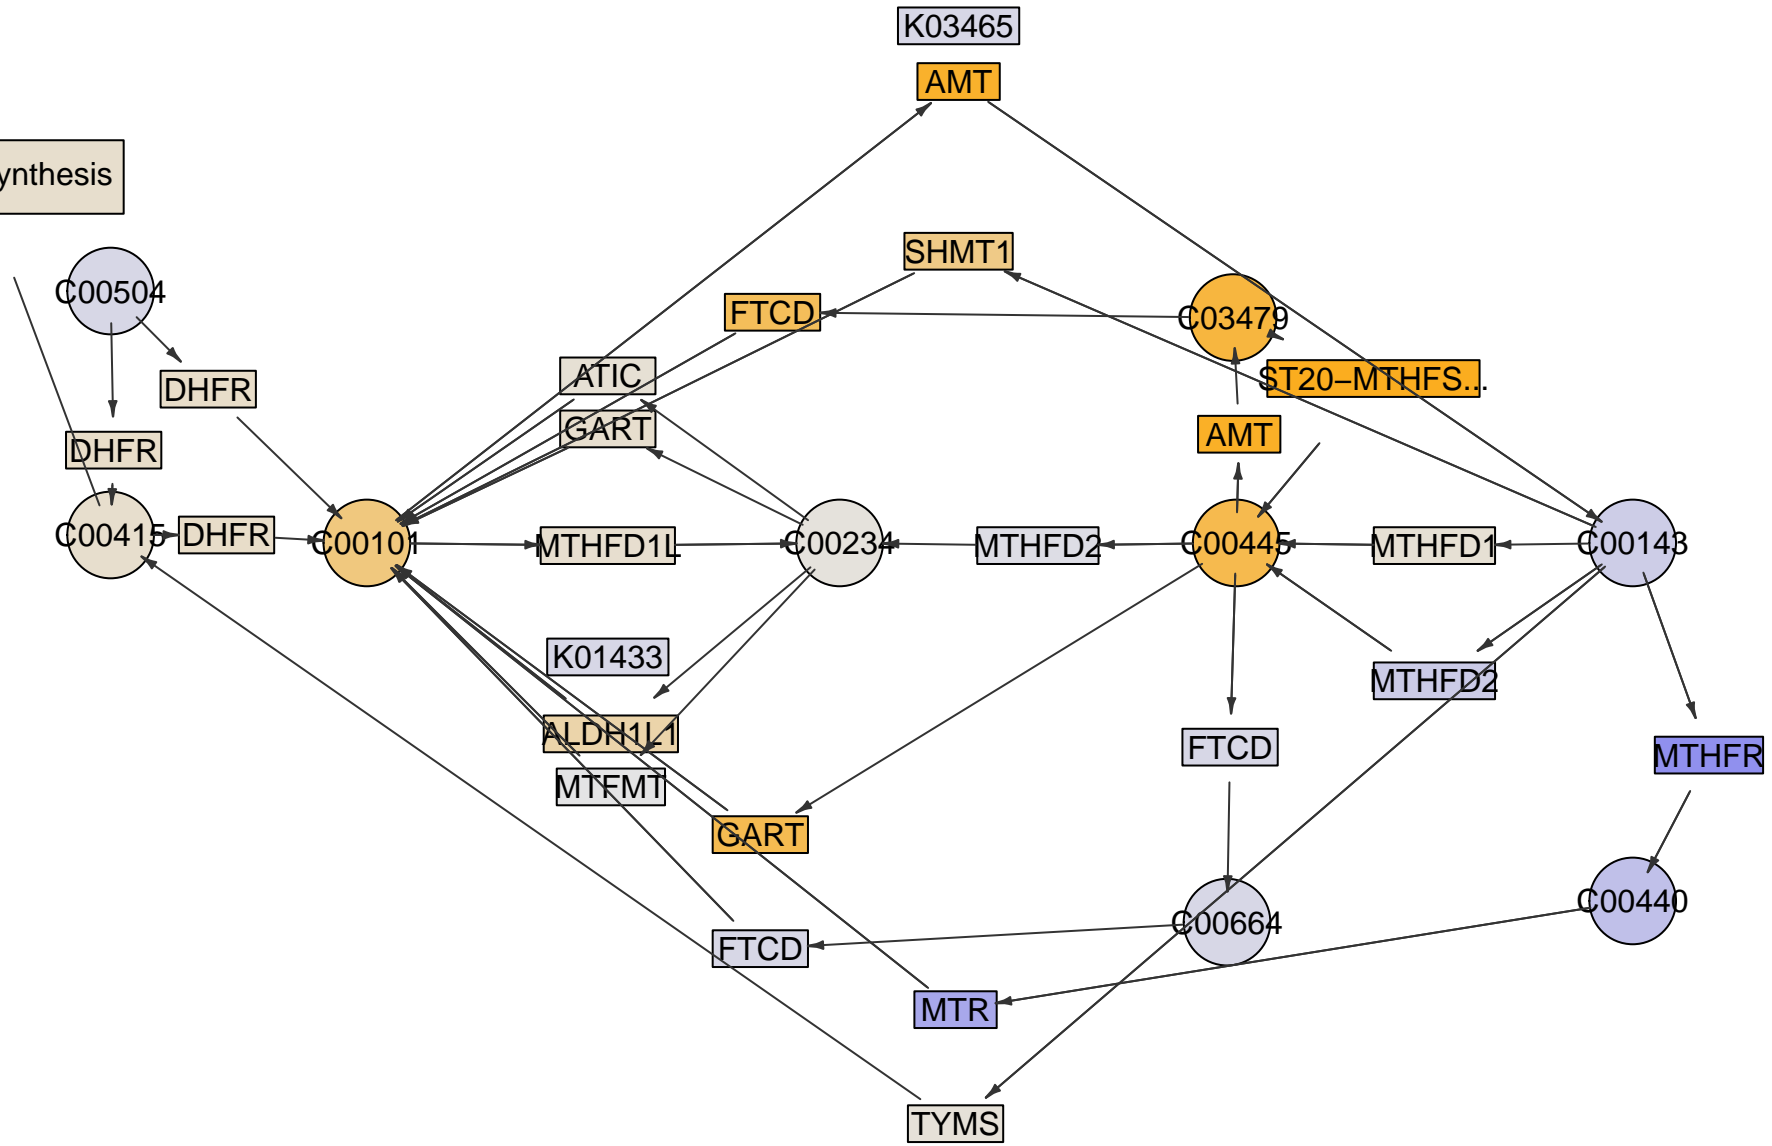 K03465
AMT
ynthesis
SHMT1
C00504
FTCD
C03479
ATIC
ST20−MTHFS...
DHFR
GART
AMT
DHFR
C00415
DHFR
C00101
MTHFD1L
C00234
MTHFD2
C00445
MTHFD1
C00143
K01433
MTHFD2
ALDH1L1
FTCD
MTHFR
MTFMT
GART
C00440
C00664
FTCD
MTR
TYMS